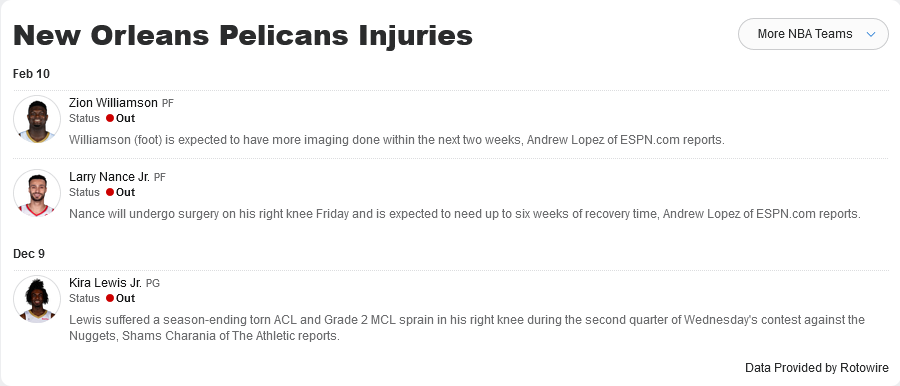 New Orleans Pelicans Injuries
More NBA Teams
Feb 10
Zion Williamson PF
Status Out
Williamson (foot) is expected to have more imaging done within the next two weeks, Andrew Lopez of ESPN.com reports.
Larry Nance Jr. PF
Status Out
Nance will undergo surgery on his right knee Friday and is expected to need up to six weeks of recovery time, Andrew Lopez of ESPN.com reports.
Dec 9
Kira Lewis Jr. PG
Status Out
Lewis suffered a season-ending torn ACL and Grade 2 MCL sprain in his right knee during the second quarter of Wednesday's contest against the
Nuggets, Shams Charania of The Athletic reports.
Data Provided by Rotowire